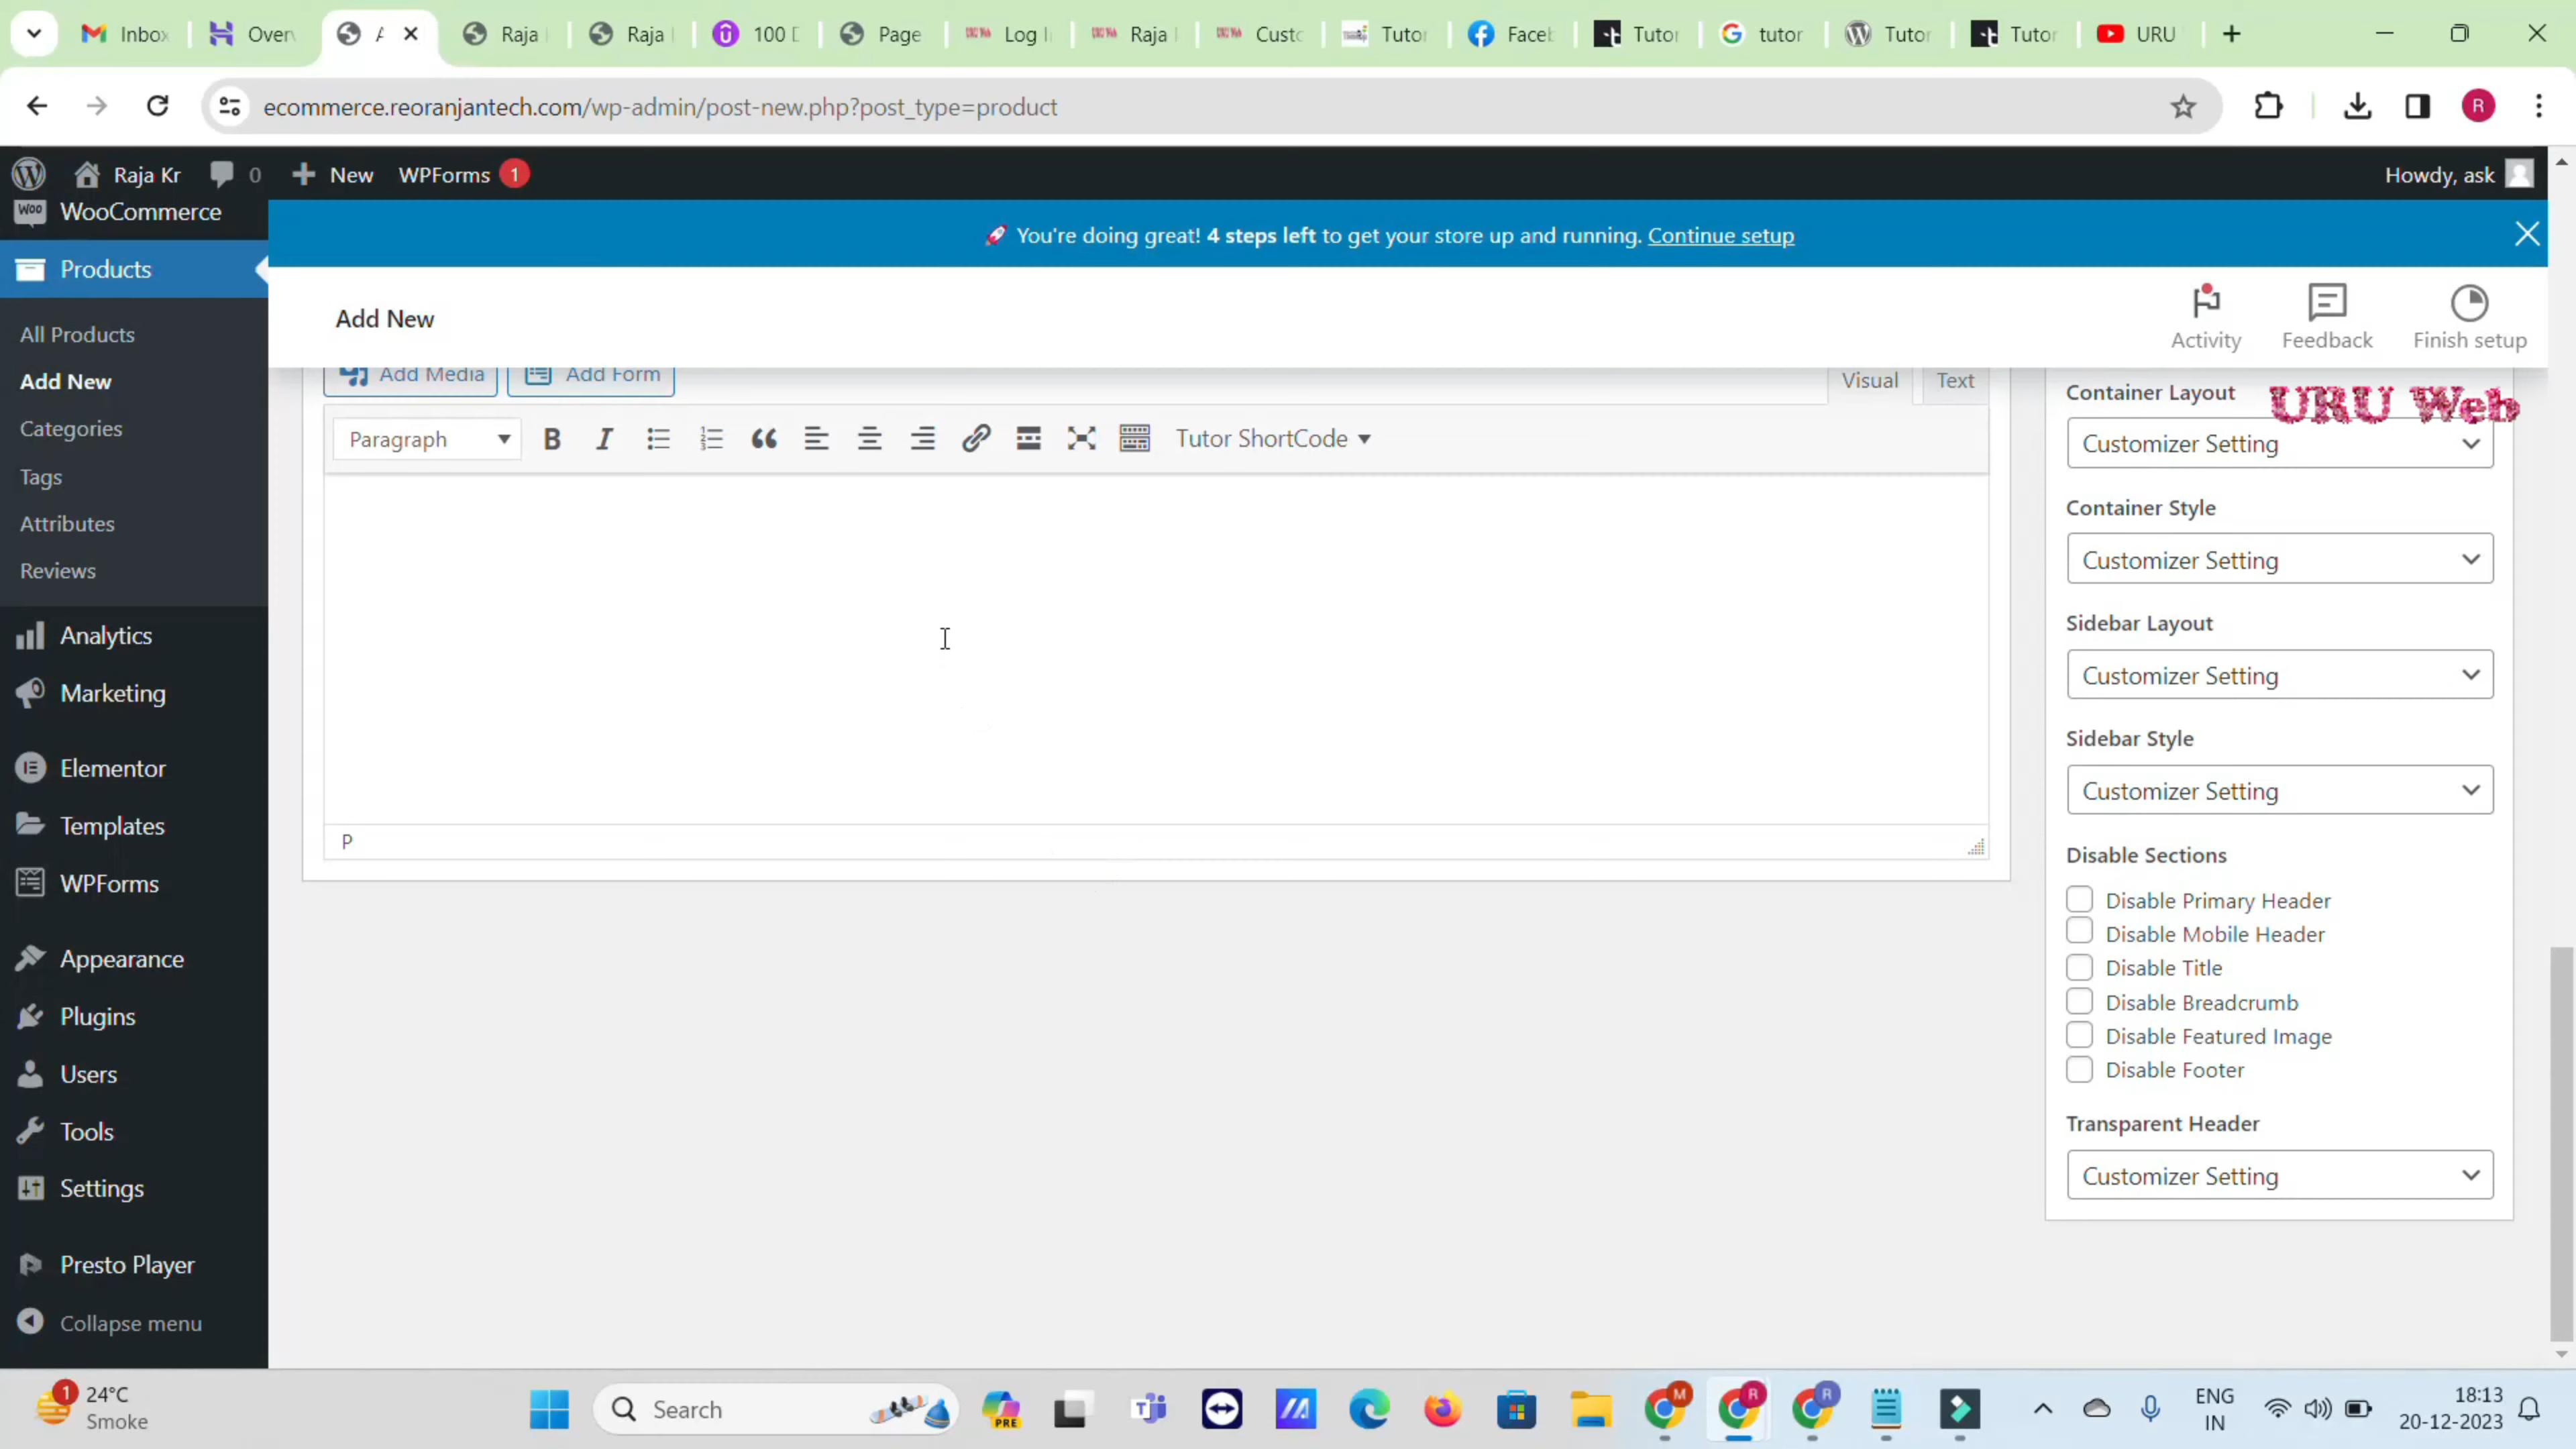 Inbox
Over
Raja
Raja
100
Page
Log
Raja
Custo
Tutor
Faceb
Tutor
tutor
Tutor
Tutor
URU
ecommerce.reoranjantech.com/wp-admin/post-new.php?post_type=product
R
Raja Kr
0
New
WPForms 1
Howdy, ask
WooCommerce
🚀 You're doing great! 4 steps left to get your store up and running. Continue setup
Products
All Products
Add New
Categories
Tags
Attributes
Reviews
Analytics
Marketing
Elementor
Templates
WPForms
Appearance
Plugins
Users
Tools
Settings
Presto Player
Collapse menu
Add New
Activity
Feedback
Finish setup
Add Media
Add Form
Visual
Text
Paragraph
Tutor ShortCode
P
URU Web
Container Layout
Customizer Setting
Container Style
Customizer Setting
Sidebar Layout
Customizer Setting
Sidebar Style
Customizer Setting
Disable Sections
Disable Primary Header
Disable Mobile Header
Disable Title
Disable Breadcrumb
Disable Featured Image
Disable Footer
Transparent Header
Customizer Setting
1
24°C
Smoke
Search
PRE
M
R
R
ENG
IN
18:13
20-12-2023